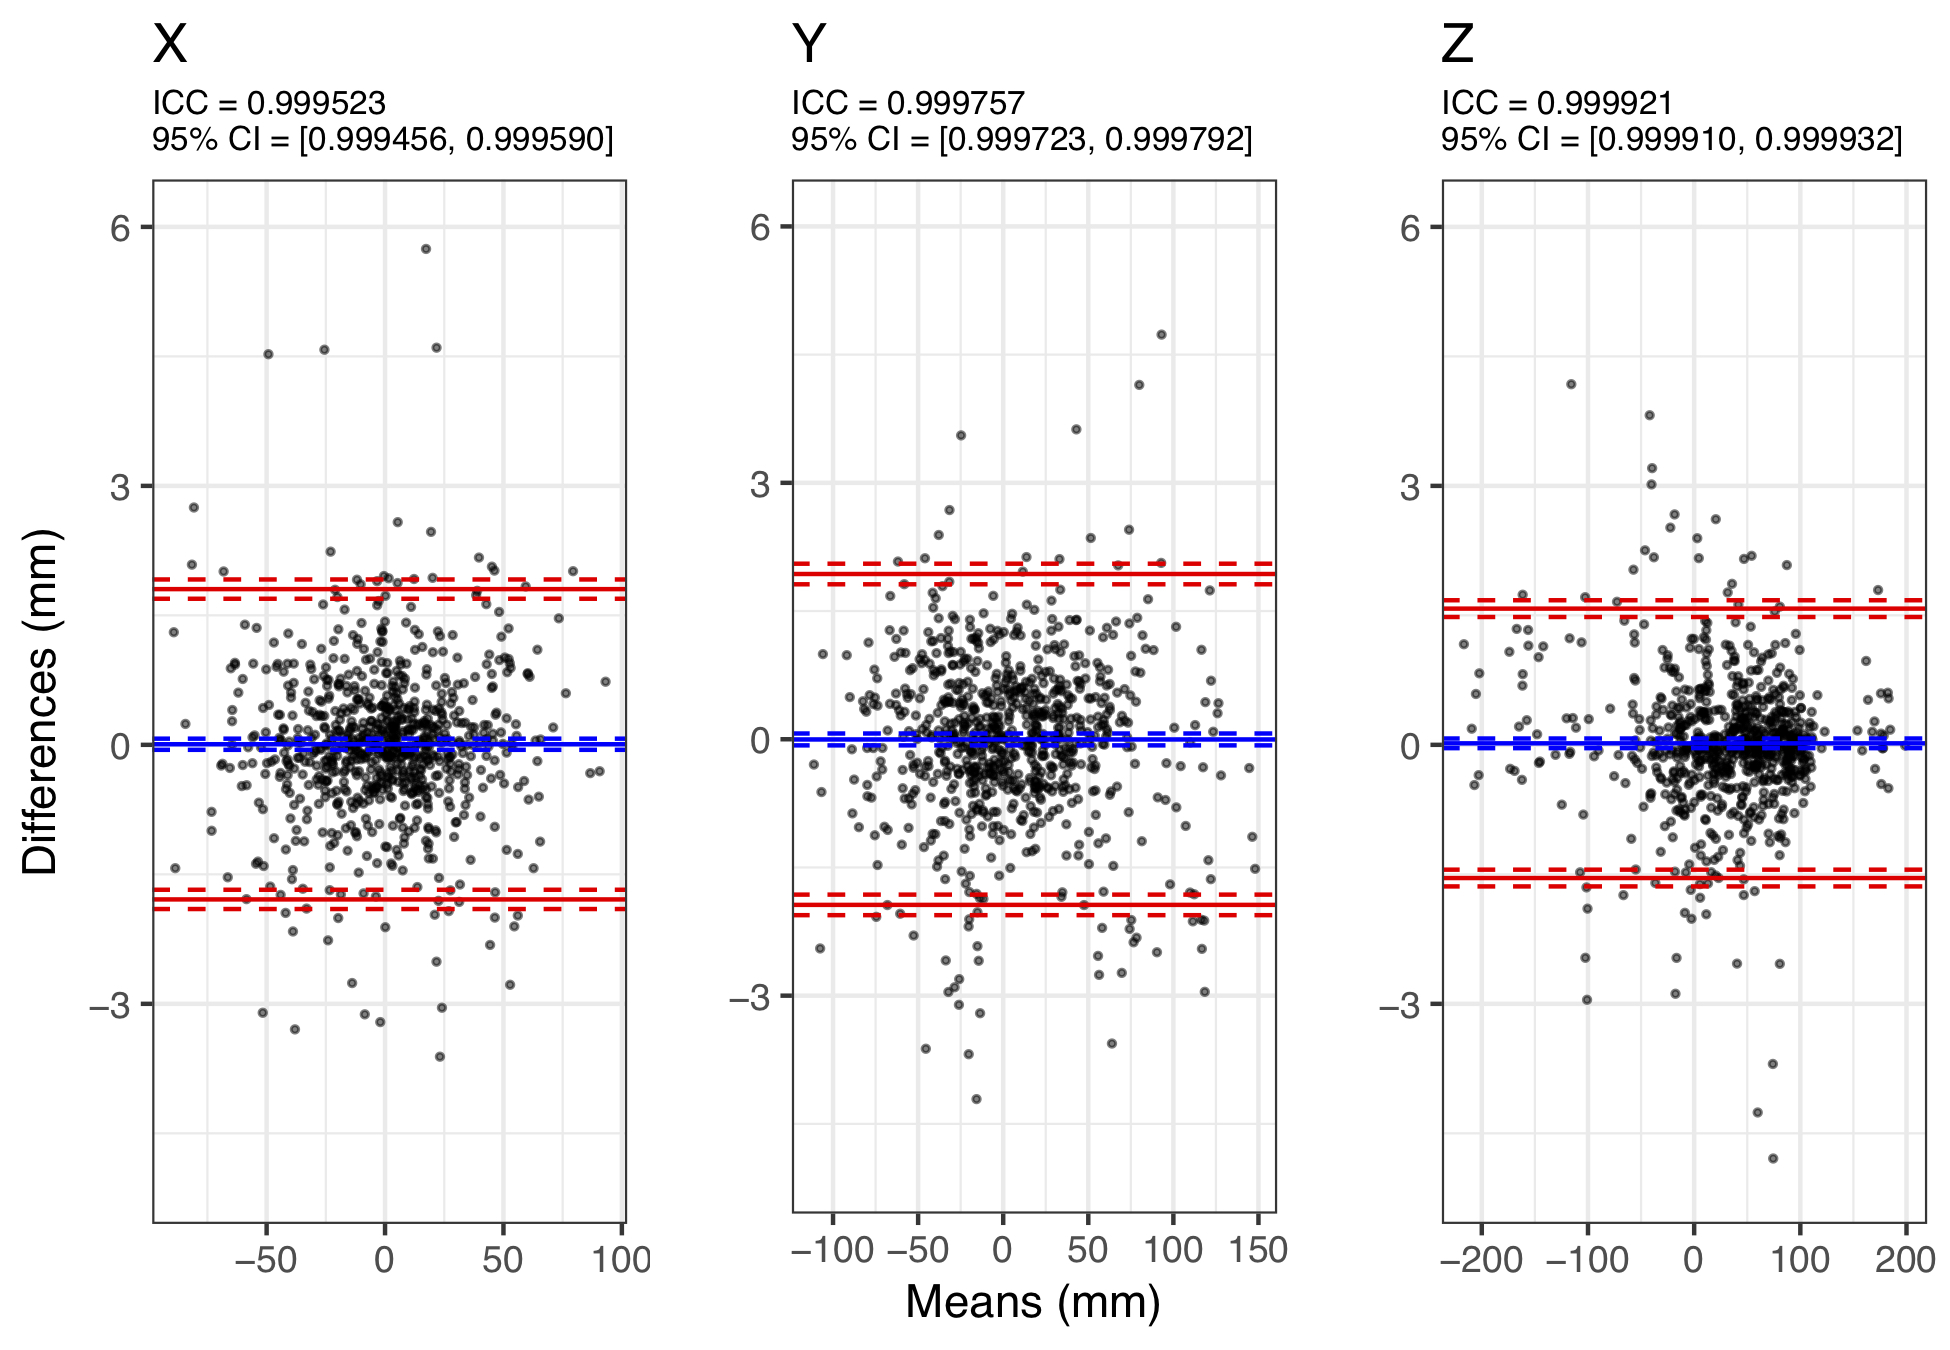 X
ICC = 0.999523
95% CI = [0.999456, 0.999590]
Y
ICC = 0.999757
95% CI = [0.999723, 0.999792]
Z
ICC = 0.999921
95% CI = [0.999910, 0.999932]
Differences (mm)
6
3
0
−3
−50
0
50
100
6
3
0
−3
−100
−50
0
50
100
150
6
3
0
−3
−200
−100
0
100
200
Means (mm)